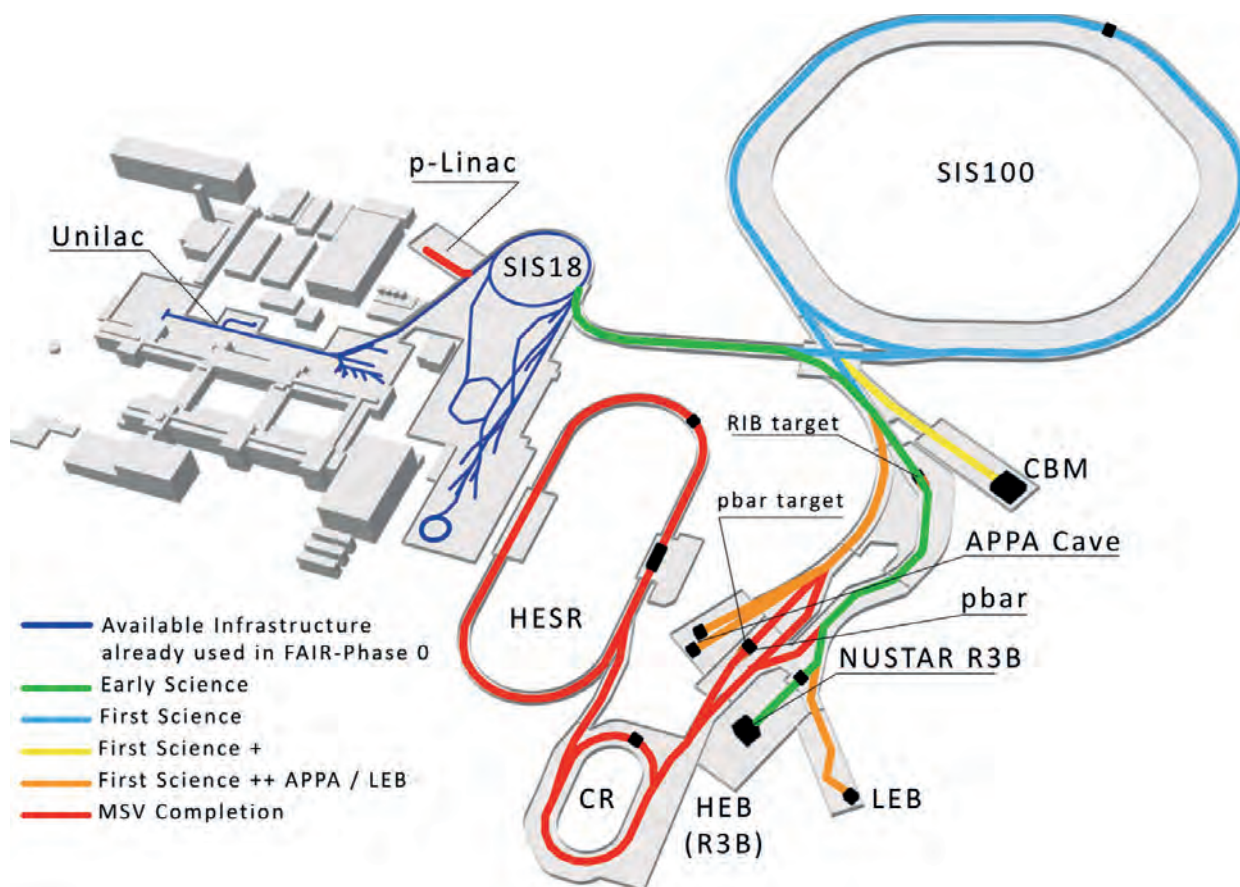 SIS100
p-Linac
Unilac
SIS18
RIB target
CBM
pbar target
APPA Cave
pbar
HESR
NUSTAR R3B
CR
HEB
(R3B)
LEB
Available Infrastructure
already used in FAIR-Phase 0
Early Science
First Science
First Science +
First Science ++ APPA / LEB
MSV Completion